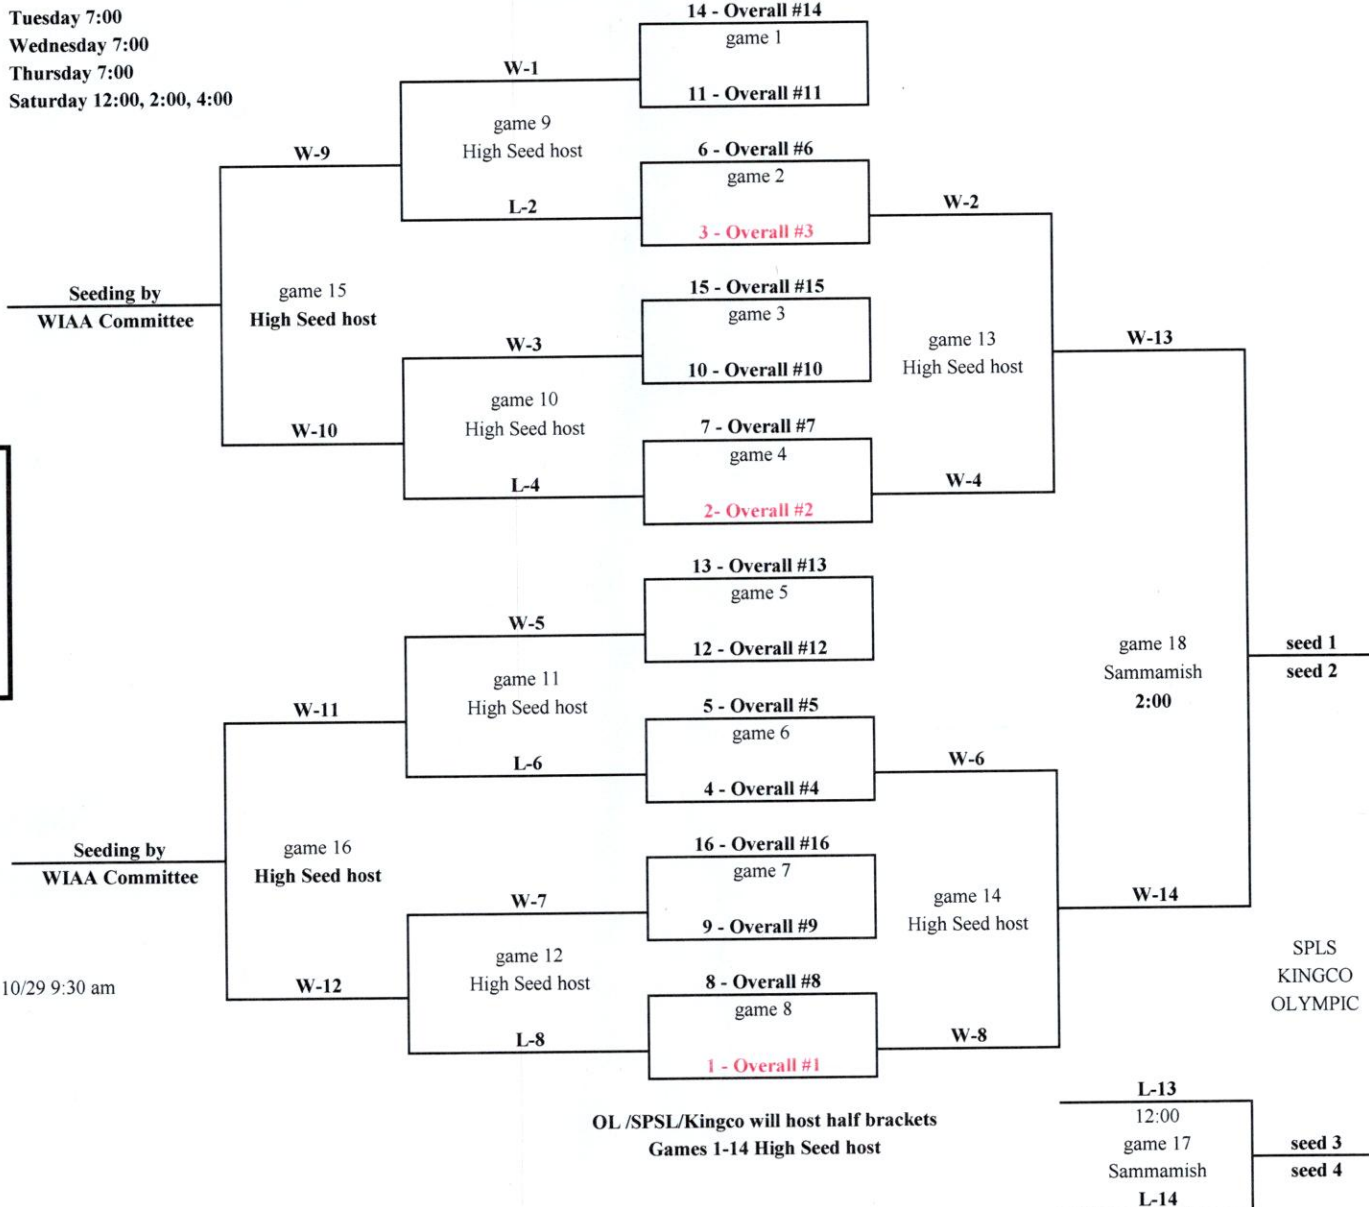 Tuesday 7:00
Wednesday 7:00
Thursday 7:00
Saturday 12:00, 2:00, 4:00
14 - Overall #14
game 1
11 - Overall #11
W-1
game 9
High Seed host
L-2
W-9
6 - Overall #6
game 2
3 - Overall #3
W-2
Seeding by
WIAA Committee
game 15
High Seed host
15 - Overall #15
game 3
10 - Overall #10
W-3
game 10
High Seed host
L-4
W-10
7 - Overall #7
game 4
2- Overall #2
W-4
game 13
High Seed host
W-13
13 - Overall #13
game 5
12 - Overall #12
W-5
game 11
High Seed host
L-6
W-11
5 - Overall #5
game 6
4 - Overall #4
W-6
game 18
Sammamish
2:00
seed 1
seed 2
Seeding by
WIAA Committee
game 16
High Seed host
16 - Overall #16
game 7
9 - Overall #9
W-7
game 12
High Seed host
L-8
W-12
8 - Overall #8
game 8
1 - Overall #1
W-8
game 14
High Seed host
W-14
10/29 9:30 am
SPLS
KINGCO
OLYMPIC
OL /SPSL/Kingco will host half brackets
Games 1-14 High Seed host
L-13
12:00
game 17
Sammamish
L-14
seed 3
seed 4